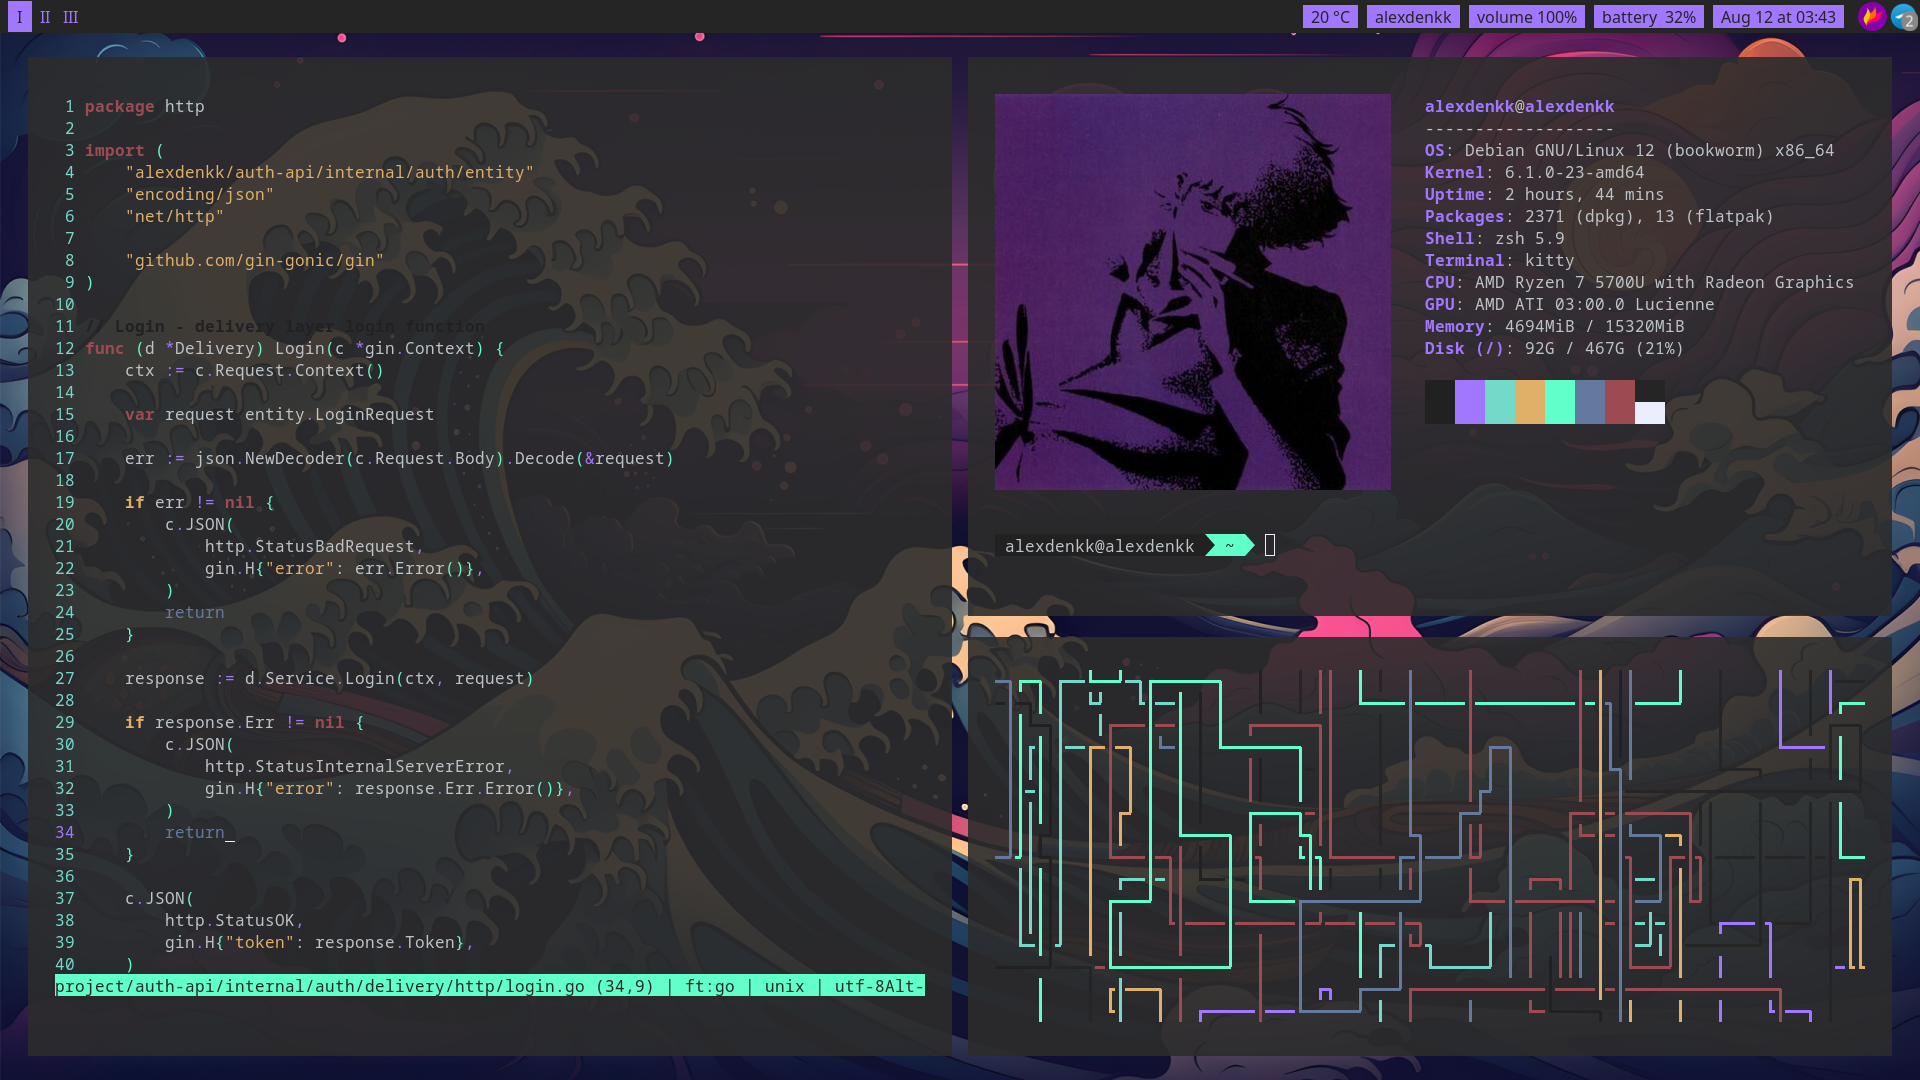 I II III
20 °C alexdenkk volume 100% battery 32% Aug 12 at 03:43 2
1 package http
2
3 import (
4 "alexdenkk/auth-api/internal/auth/entity"
5 "encoding/json"
6 "net/http"
7
8 "github.com/gin-gonic/gin"
9 )
10
11 // Login - delivery layer login function
12 func (d *Delivery) Login(c *gin.Context) {
13 ctx := c.Request.Context()
14
15 var request entity.LoginRequest
16
17 err := json.NewDecoder(c.Request.Body).Decode(&request)
18
19 if err != nil {
20 c.JSON(
21 http.StatusBadRequest,
22 gin.H{"error": err.Error()},
23 )
24 return
25 }
26
27 response := d.Service.Login(ctx, request)
28
29 if response.Err != nil {
30 c.JSON(
31 http.StatusInternalServerError,
32 gin.H{"error": response.Err.Error()},
33 )
34 return_
35 }
36
37 c.JSON(
38 http.StatusOK,
39 gin.H{"token": response.Token},
40 )
project/auth-api/internal/auth/delivery/http/login.go (34,9) | ft:go | unix | utf-8Alt-
alexdenkk@alexdenkk
-------------------
OS: Debian GNU/Linux 12 (bookworm) x86_64
Kernel: 6.1.0-23-amd64
Uptime: 2 hours, 44 mins
Packages: 2371 (dpkg), 13 (flatpak)
Shell: zsh 5.9
Terminal: kitty
CPU: AMD Ryzen 7 5700U with Radeon Graphics
GPU: AMD ATI 03:00.0 Lucienne
Memory: 4694MiB / 15320MiB
Disk (/): 92G / 467G (21%)
alexdenkk@alexdenkk ~